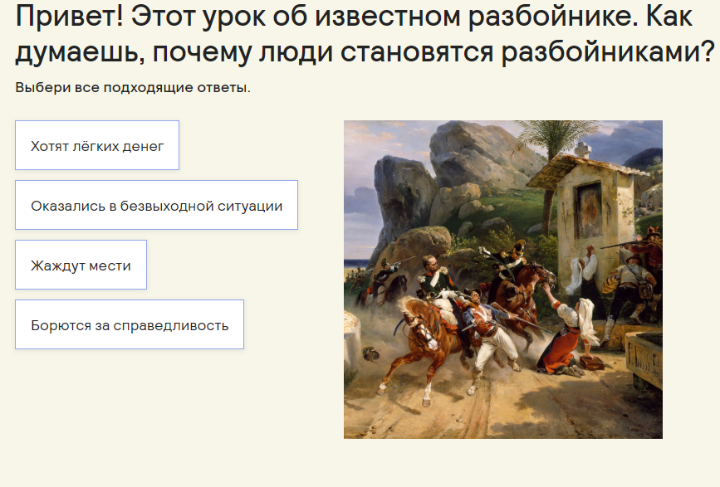 Привет! Этот урок об известном разбойнике. Как
думаешь, почему люди становятся разбойниками?
Выбери все подходящие ответы.
Хотят лёгких денег
Оказались в безвыходной ситуации
Жаждут мести
Борются за справедливость